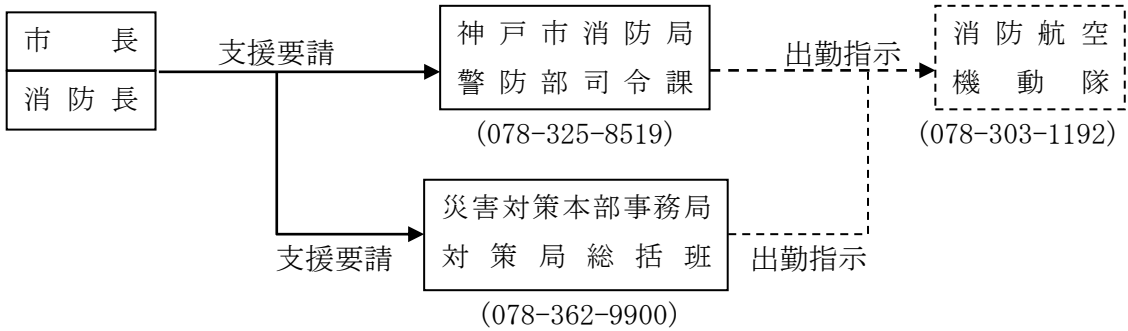 市長
消防長
支援要請
神戸市消防局
警防部司令課
(078-325-8519)
出勤指示
消防航空
機動隊
(078-303-1192)
支援要請
災害対策本部事務局
対策局総括班
(078-362-9900)
出勤指示